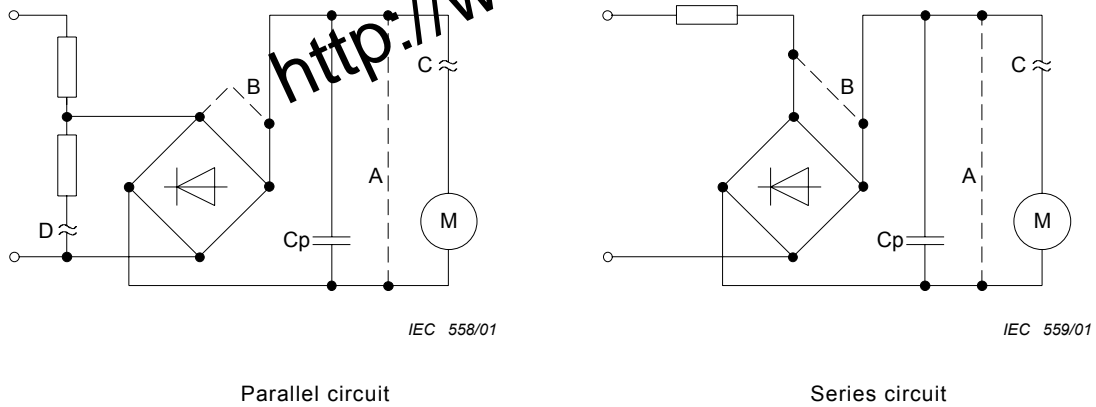 http://w
B
C
A
D
Cp
M
IEC 558/01
Parallel circuit
B
C
A
Cp
M
IEC 559/01
Series circuit